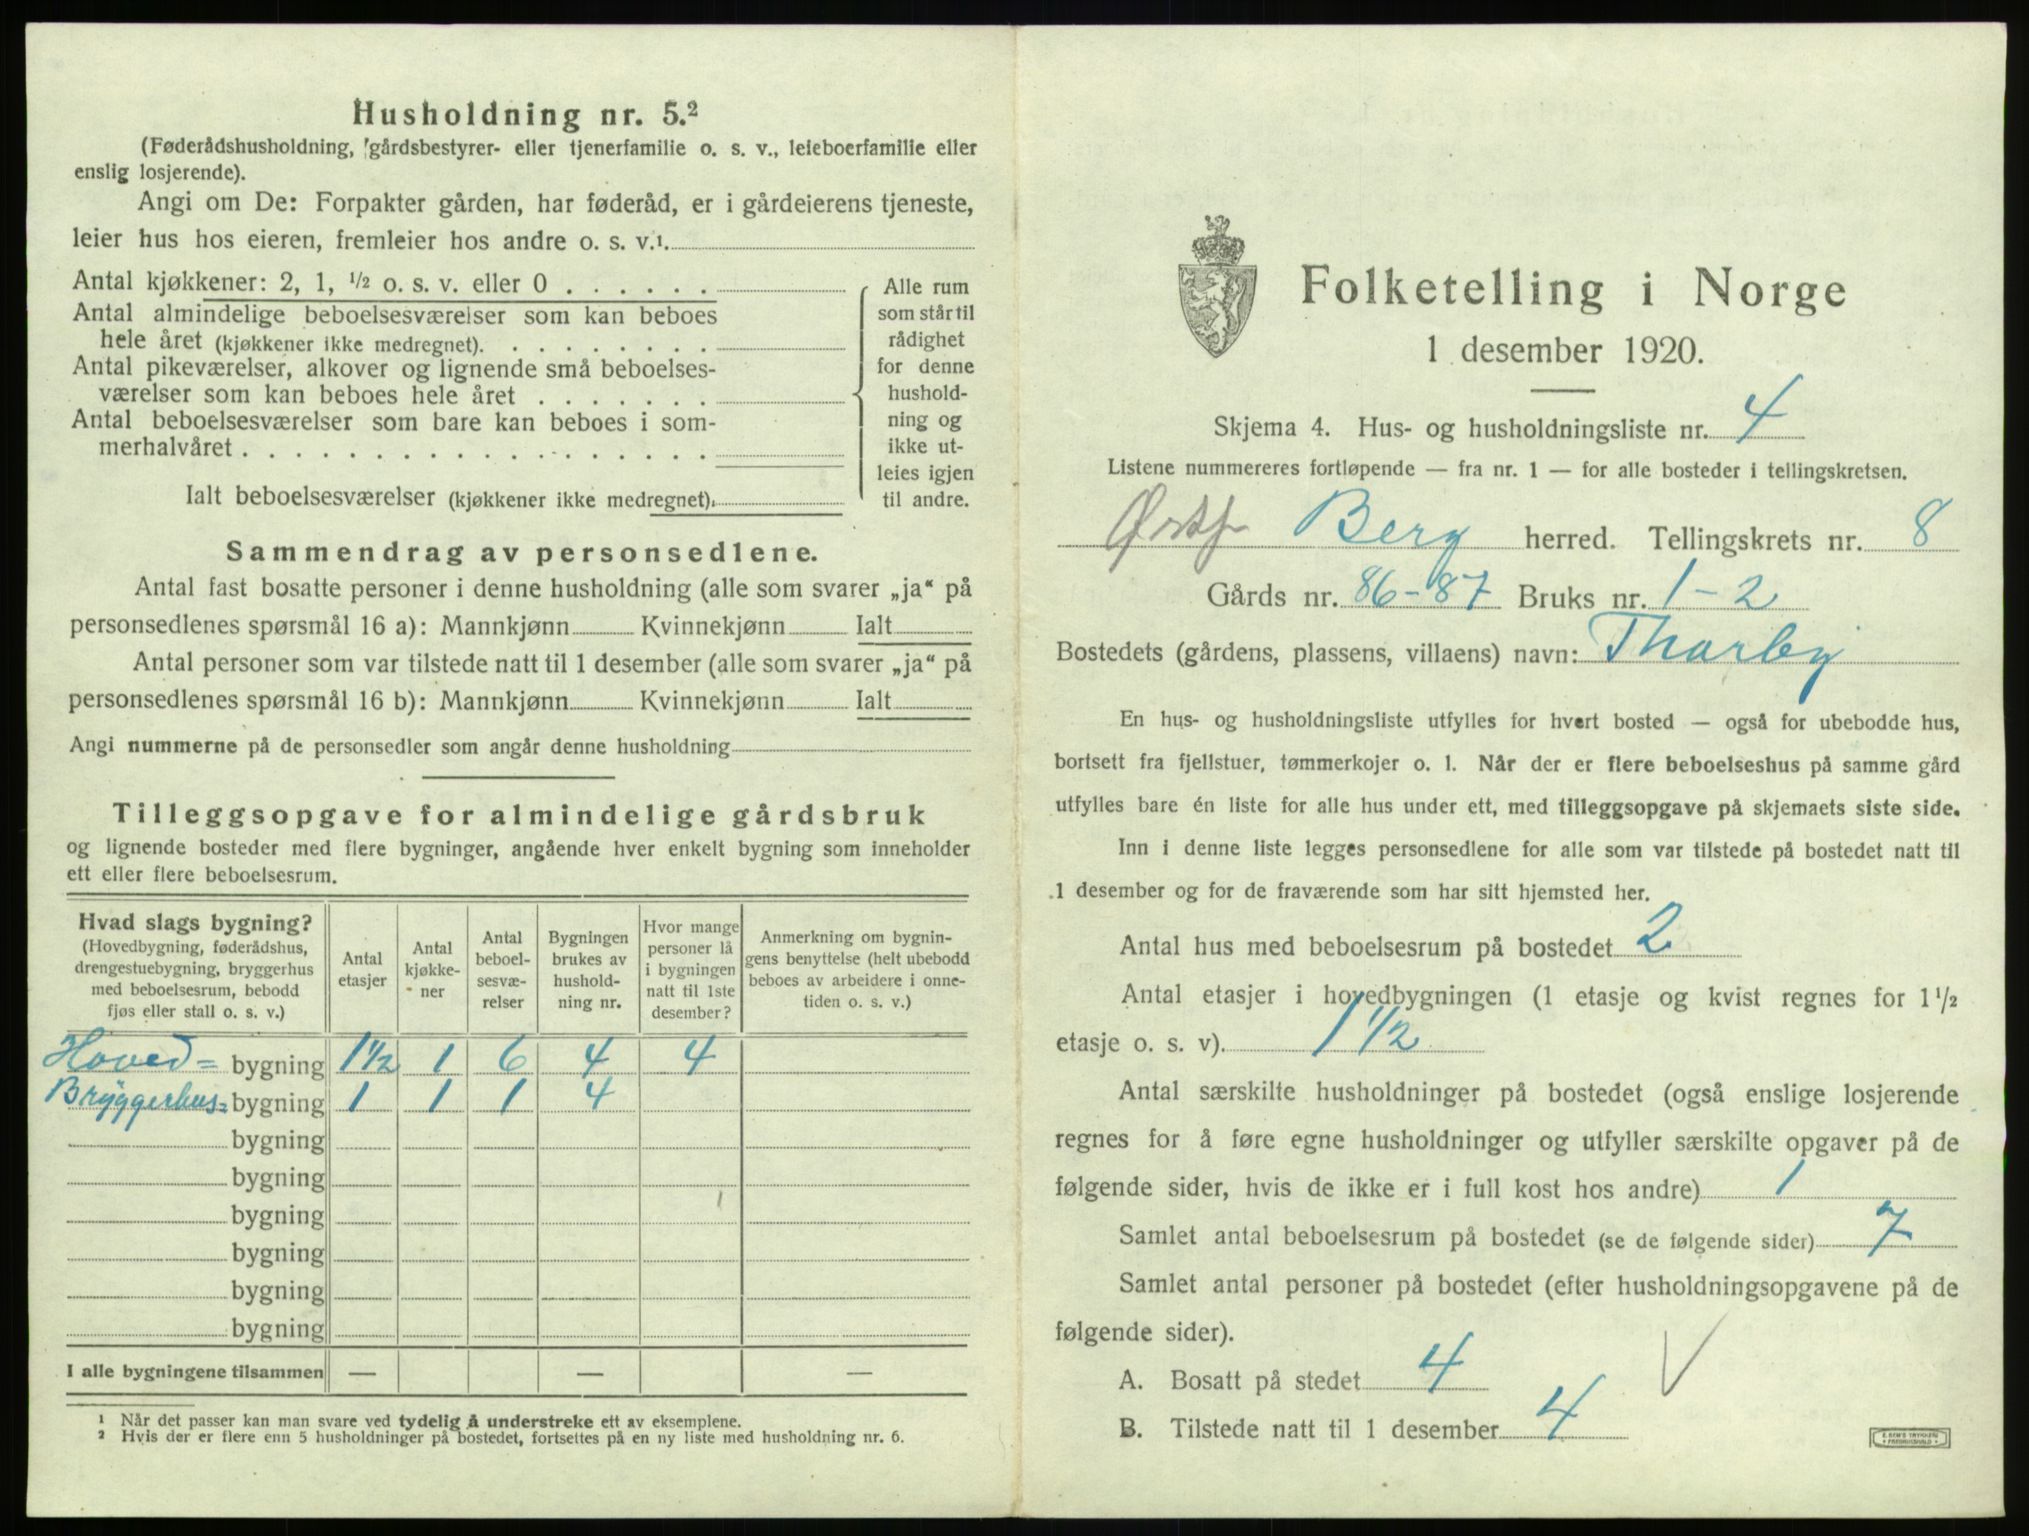 Husholdning nr. 5.²
(Føderådshusholdning, gårdsbestyrer- eller tjenerfamilie o. s. v., leieboerfamilie eller
enslig losjerende).
Angi om De: Forpakter gården, har føderåd, er i gårdeierens tjeneste,
leier hus hos eieren, fremleier hos andre o. s. v.¹
Antal kjøkkener: 2, 1, ½ o. s. v. eller 0
Antal almindelige beboelsesværelser som kan beboes
hele året (kjøkkener ikke medregnet).
Antal pikeværelser, alkover og lignende små beboelses-
værelser som kan beboes hele året
Antal beboelsesværelser som bare kan beboes i som-
merhalvåret
Ialt beboelsesværelser (kjøkkener ikke medregnet).
Alle rum
som står til
rådighet
for denne
hushold-
ning og
ikke ut-
leies igjen
til andre.
Sammendrag av personsedlene.
Antal fast bosatte personer i denne husholdning (alle som svarer „ja“ på
personsedlenes spørsmål 16 a): Mannkjønn Kvinnekjønn Ialt
Antal personer som var tilstede natt til 1 desember (alle som svarer „ja“ på
personsedlenes spørsmål 16 b): Mannkjønn Kvinnekjønn Ialt
Angi nummerne på de personsedler som angår denne husholdning
Tilleggsopgave for almindelige gårdsbruk
og lignende bosteder med flere bygninger, angående hver enkelt bygning som inneholder
ett eller flere beboelsesrum.
Hvad slags bygning?
(Hovedbygning, føderådshus,
drengestuebygning, bryggerhus
med beboelsesrum, bebodd
fjøs eller stall o. s. v.)
Antal
etasjer
Antal
kjøkke-
ner
Antal
beboel-
sesvæ-
relser
Bygningen
brukes av
hushold-
ning nr.
Hvor mange
personer lå
i bygningen
natt til 1ste
desember?
Anmerkning om bygnin-
gens benyttelse (helt ubebodd
beboes av arbeidere i onne-
tiden o. s. v.)
Hoved= bygning 1½ 1 6 4 4
Brÿggerhus= bygning 1 1 1 4
bygning
bygning
bygning
bygning
bygning
bygning
I alle bygningene tilsammen — — —
¹ Når det passer kan man svare ved tydelig å understreke ett av eksemplene.
² Hvis der er flere enn 5 husholdninger på bostedet, fortsettes på en ny liste med husholdning nr. 6.
Folketelling i Norge
1 desember 1920.
Skjema 4. Hus- og husholdningsliste nr. 4
Listene nummereres fortløpende — fra nr. 1 — for alle bosteder i tellingskretsen.
Østf Berg herred. Tellingskrets nr. 8
Gårds nr. 86-87 Bruks nr. 1-2
Bostedets (gårdens, plassens, villaens) navn: Thorby
En hus- og husholdningsliste utfylles for hvert bosted — også for ubebodde hus,
bortsett fra fjellstuer, tømmerkojer o. l. Når der er flere beboelseshus på samme gård
utfylles bare én liste for alle hus under ett, med tilleggsopgave på skjemaets siste side.
Inn i denne liste legges personsedlene for alle som var tilstede på bostedet natt til
1 desember og for de fraværende som har sitt hjemsted her.
Antal hus med beboelsesrum på bostedet 2
Antal etasjer i hovedbygningen (1 etasje og kvist regnes for 1½
etasje o. s. v). 1½
Antal særskilte husholdninger på bostedet (også enslige losjerende
regnes for å føre egne husholdninger og utfyller særskilte opgaver på de
følgende sider, hvis de ikke er i full kost hos andre) 1
Samlet antal beboelsesrum på bostedet (se de følgende sider) 7
Samlet antal personer på bostedet (efter husholdningsopgavene på de
følgende sider).
A. Bosatt på stedet 4
B. Tilstede natt til 1 desember 4